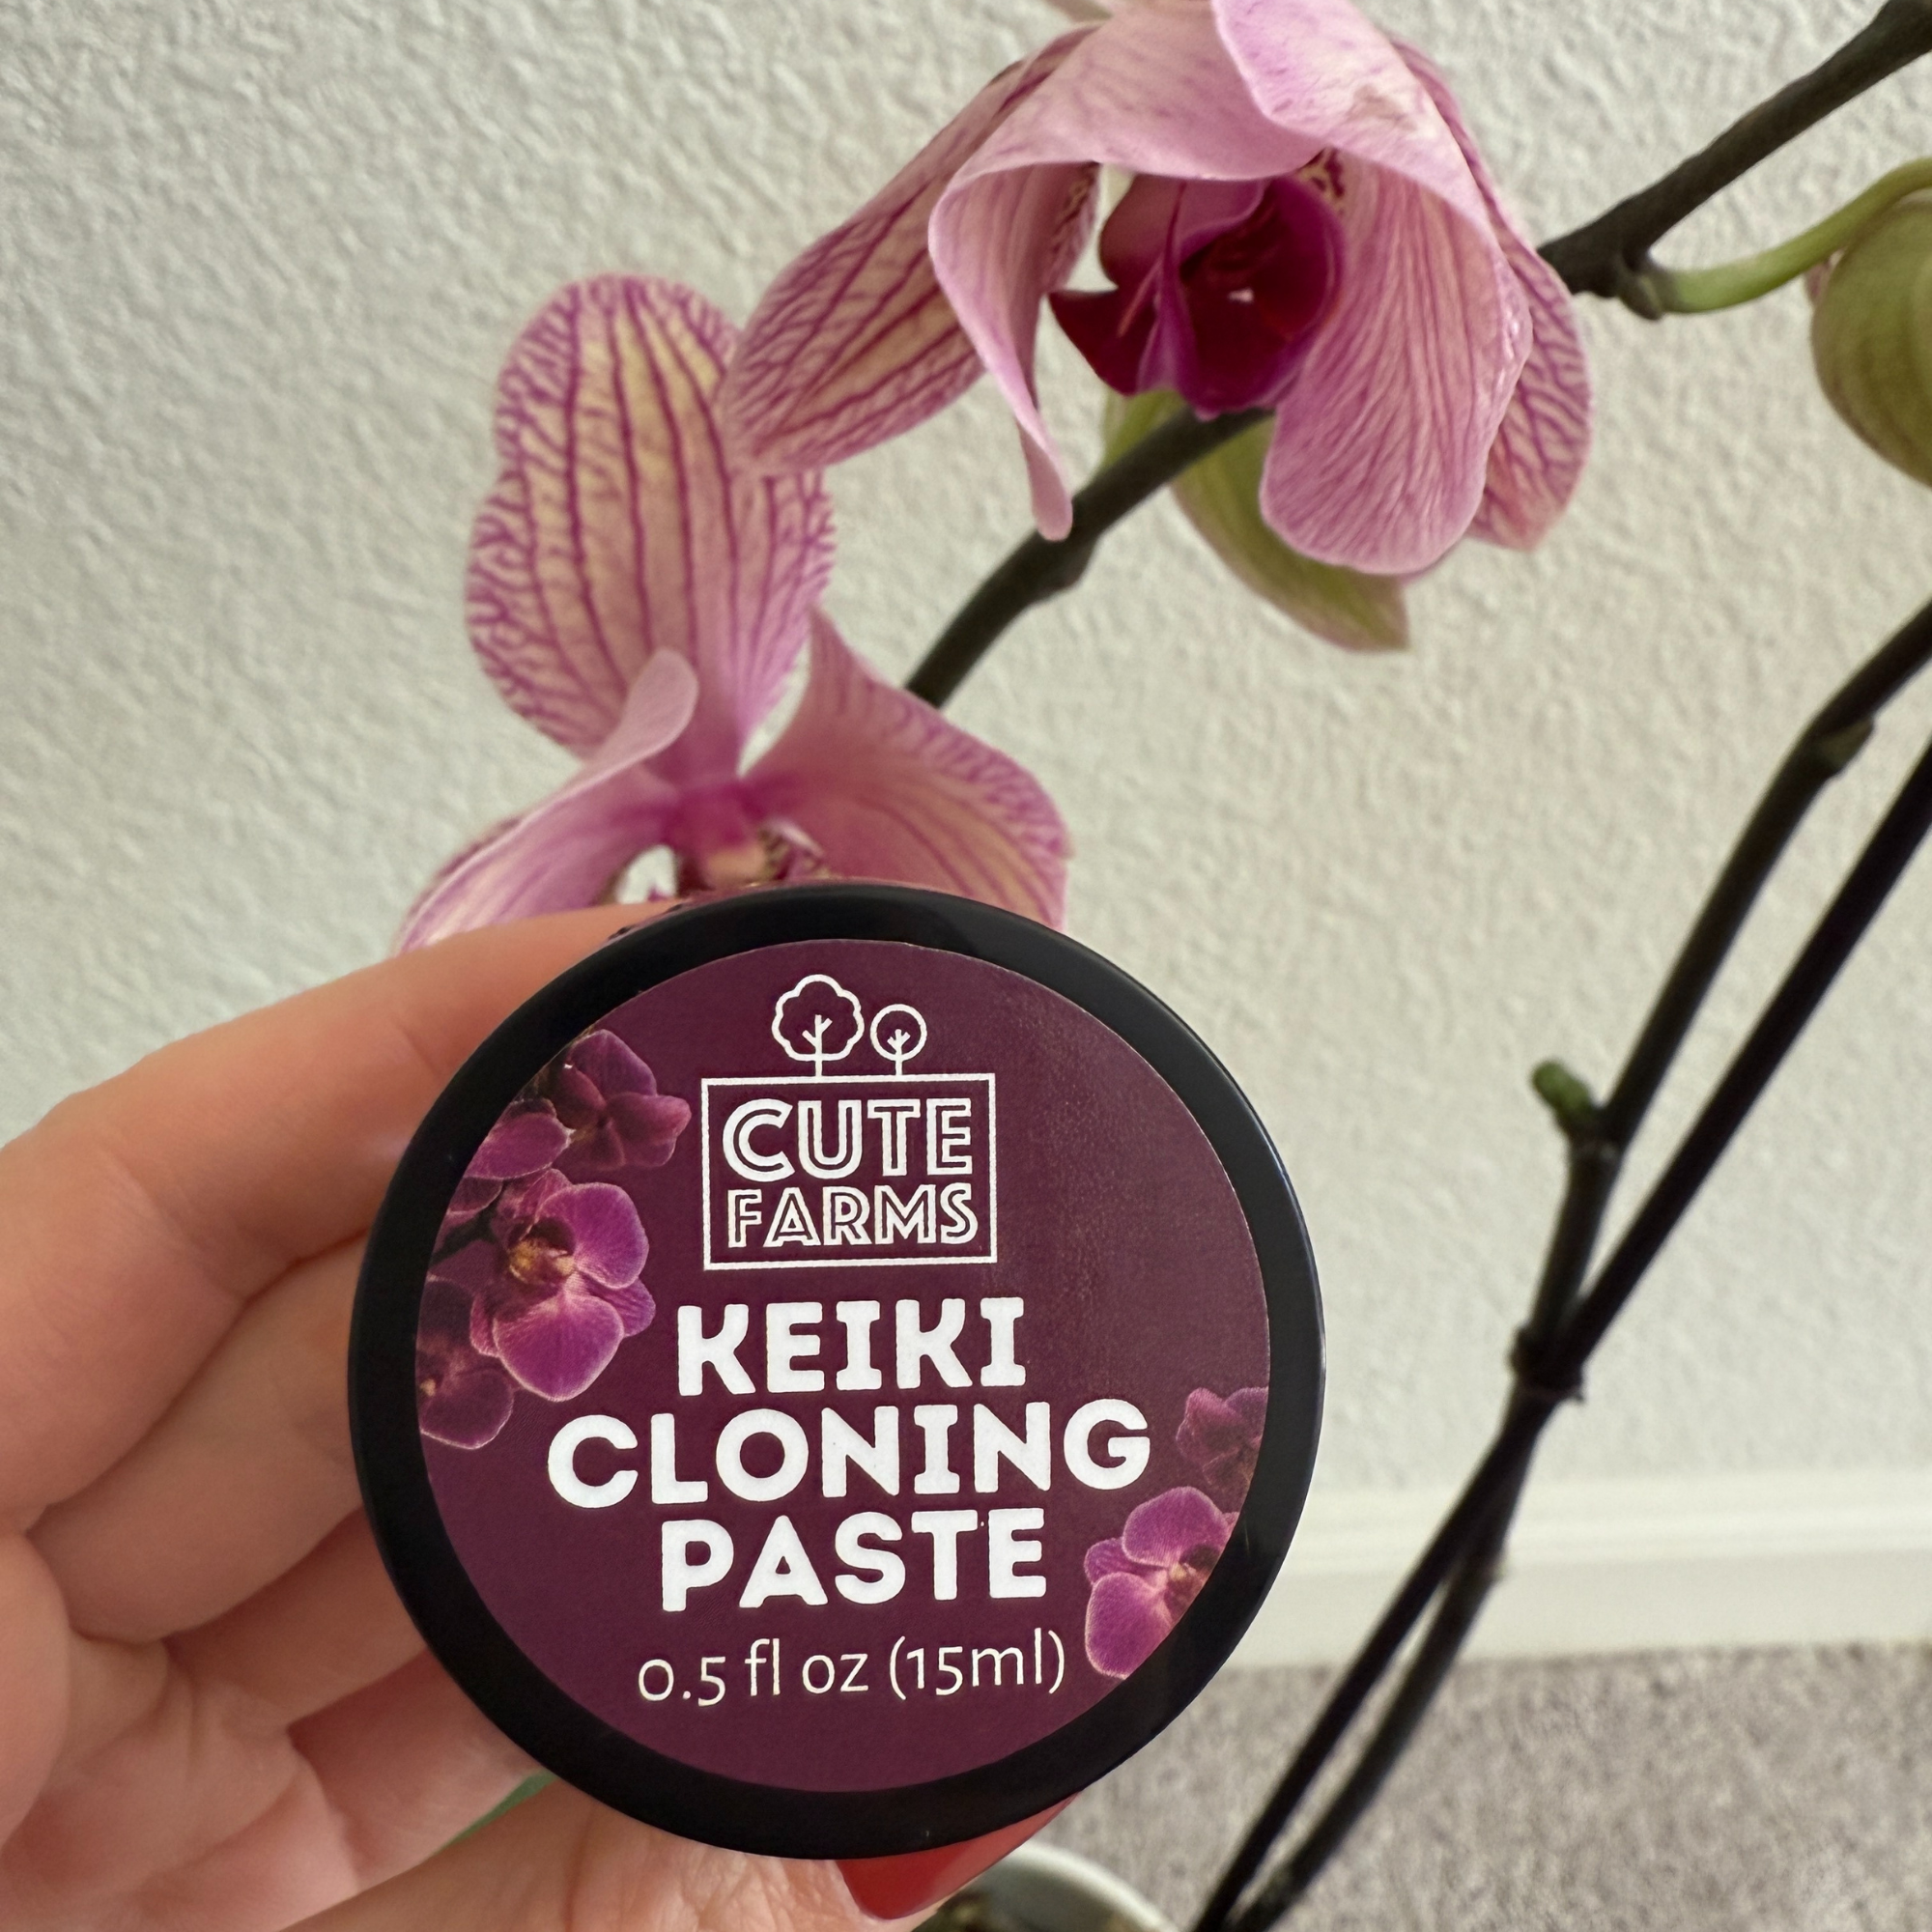 CUTE
FARMS
KEIKI
CLONING
PASTE
0.5 fl oz (15ml)